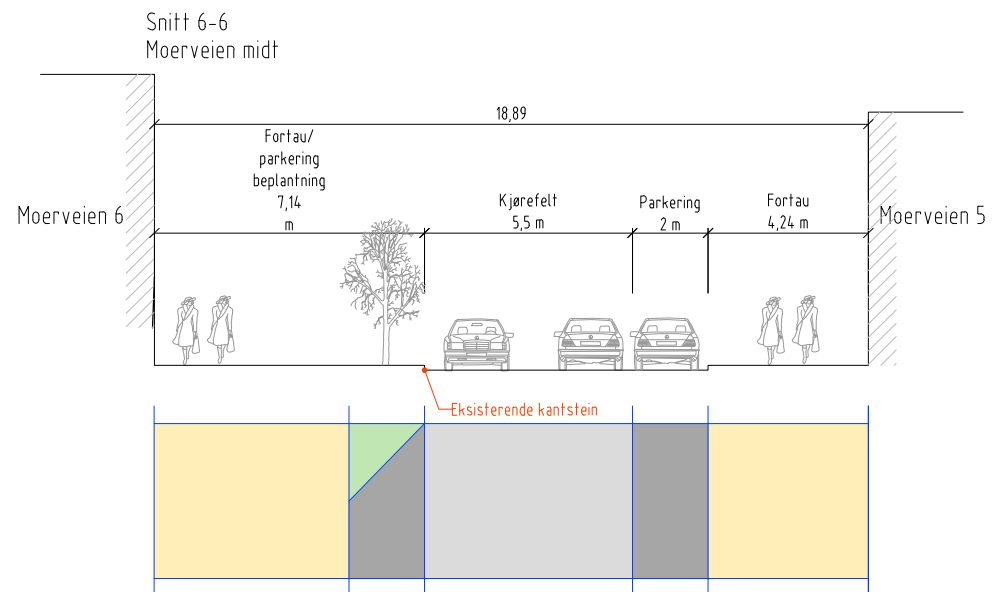 Snitt 6-6
Moerveien midt
18,89
Fortau/
parkering
beplantning
7,14
m
Kjørefelt
5,5 m
Parkering
2 m
Fortau
4,24 m
Moerveien 6
Moerveien 5
Eksisterende kantstein